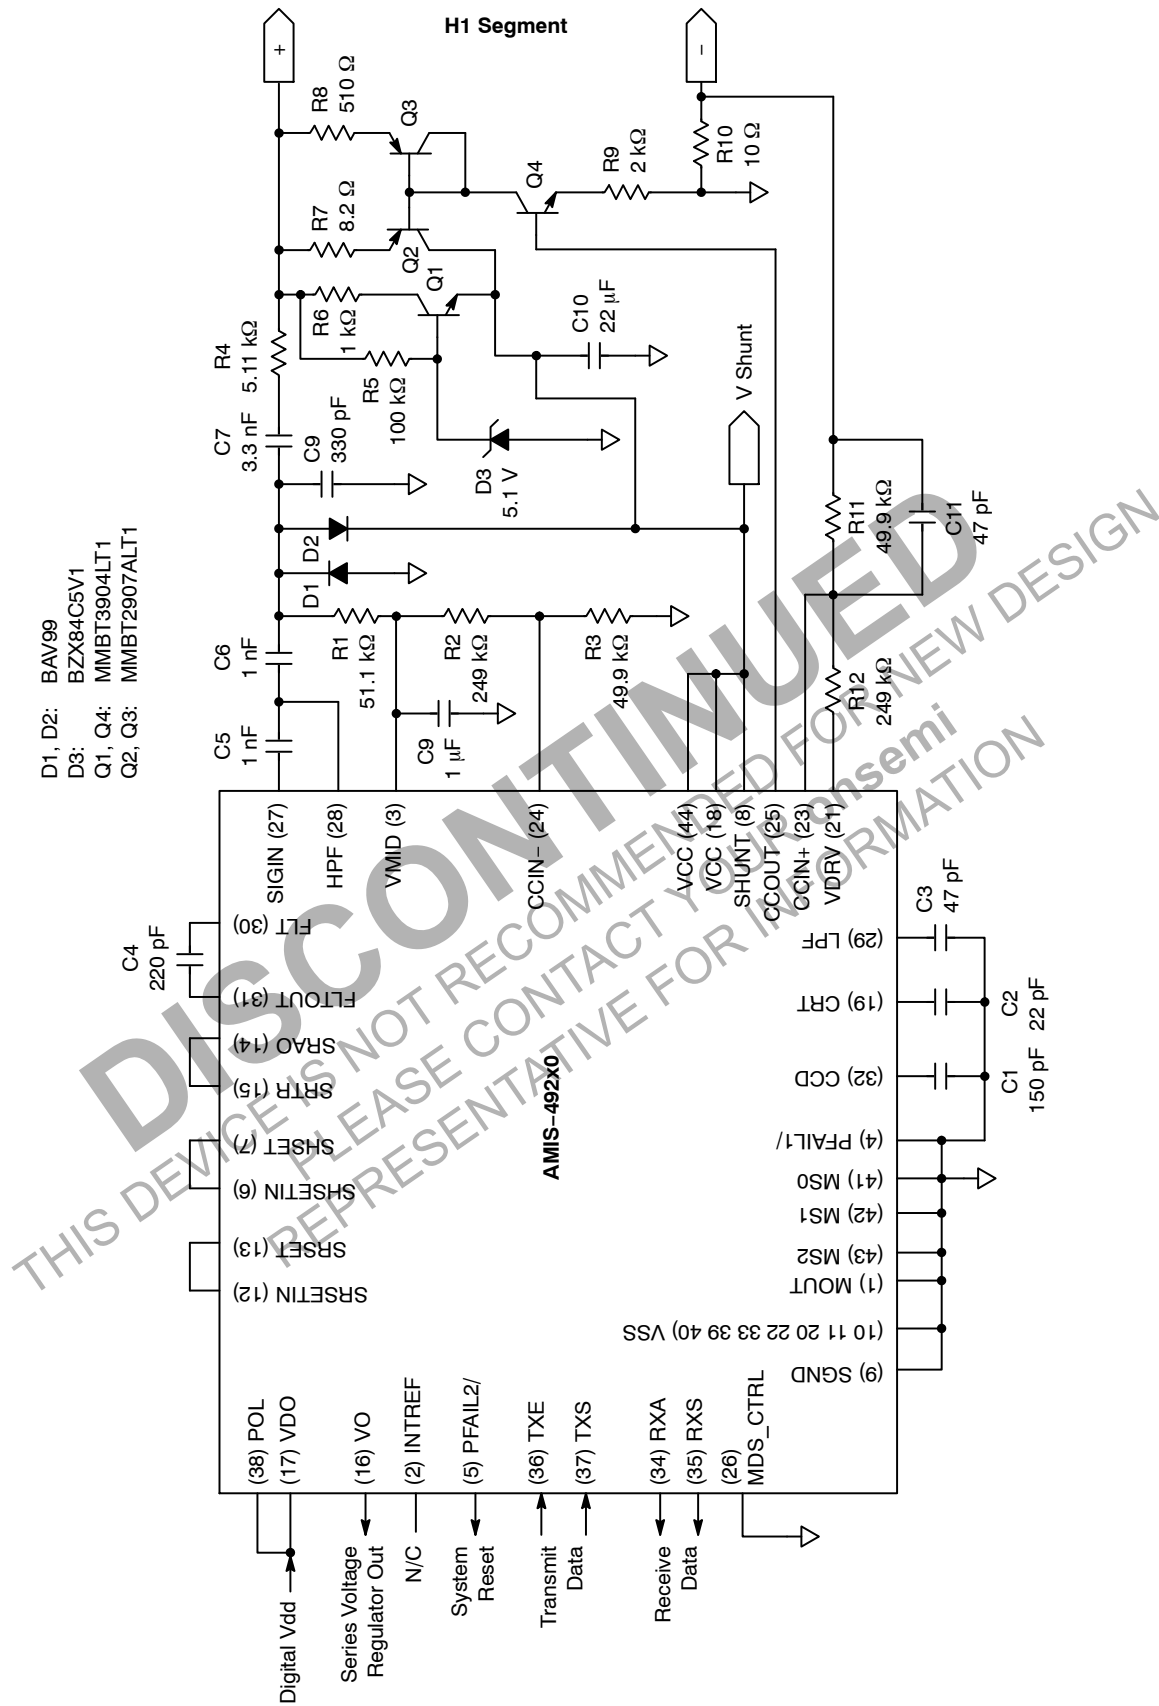 H1 Segment
+
−
R8
510 Ω
Q3
R7
8.2 Ω
Q2
Q1
Q4
R9
2 kΩ
R10
10 Ω
R6
1 kΩ
R4
5.11 kΩ
R5
100 kΩ
C10
22 µF
C7
3.3 nF
C9
330 pF
D3
5.1 V
V Shunt
D2
D1
R11
49.9 kΩ
C11
47 pF
D1, D2: BAV99
D3: BZX84C5V1
Q1, Q4: MMBT3904LT1
Q2, Q3: MMBT2907ALT1
C6
1 nF
R1
51.1 kΩ
R2
249 kΩ
R3
49.9 kΩ
R12
249 kΩ
C5
1 nF
C9
1 µF
SIGIN (27)
HPF (28)
VMID (3)
CCIN− (24)
VCC (44)
VCC (18)
SHUNT (8)
CCOUT (25)
CCIN+ (23)
VDRV (21)
C4
220 pF
(30) FLT
(31) FLTOUT
(14) SRAO
(15) SRTR
(7) SHSET
(6) SHSETIN
(13) SRSET
(12) SRSETIN
AMIS−492x0
(29) LPF
(19) CRT
(32) CCD
(4) PFAIL1/
(41) MS0
(42) MS1
(43) MS2
(1) MOUT
(10 11 20 22 33 39 40) VSS
(9) SGND
C3
47 pF
C2
22 pF
C1
150 pF
(38) POL
(17) VDO
(16) VO
(2) INTREF
(5) PFAIL2/
(36) TXE
(37) TXS
(34) RXA
(35) RXS
(26)
MDS_CTRL
Digital Vdd
Series Voltage
Regulator Out
N/C
System
Reset
Transmit
Data
Receive
Data
DISCONTINUED
THIS DEVICE IS NOT RECOMMENDED FOR NEW DESIGN
PLEASE CONTACT YOUR onsemi
REPRESENTATIVE FOR INFORMATION